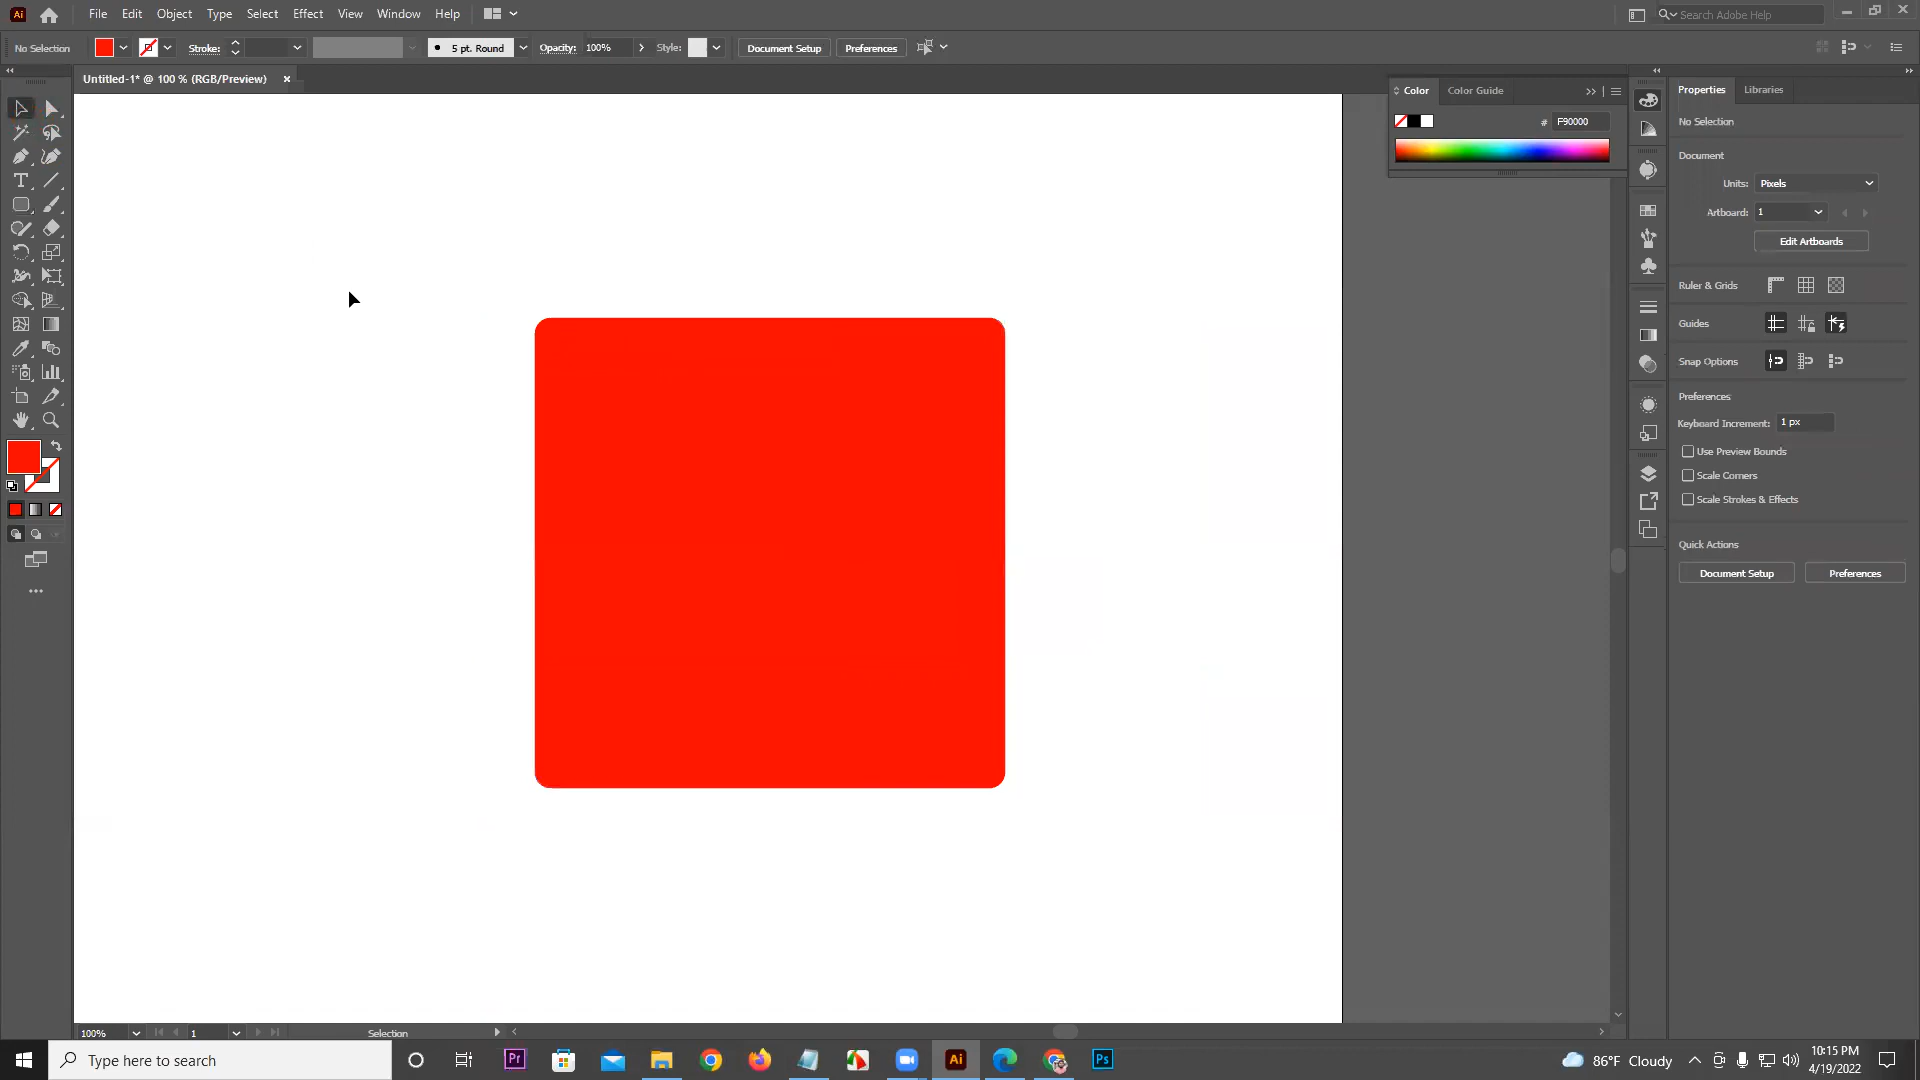 Ai File Edit Object Type Select Effect View Window Help Search Adobe Help
No Selection Stroke: 5 pt. Round Opacity: 100% Style: Document Setup Preferences
Untitled-1* @ 100 % (RGB/Preview) ×
Color Color Guide
# F90000
Properties Libraries
No Selection
Document
Units: Pixels
Artboard: 1
Edit Artboards
Ruler & Grids
Guides
Snap Options
Preferences
Keyboard Increment: 1 px
Use Preview Bounds
Scale Corners
Scale Strokes & Effects
Quick Actions
Document Setup Preferences
100% 1 Selection
Type here to search Pr Ai Ps 86°F Cloudy 10:15 PM
4/19/2022